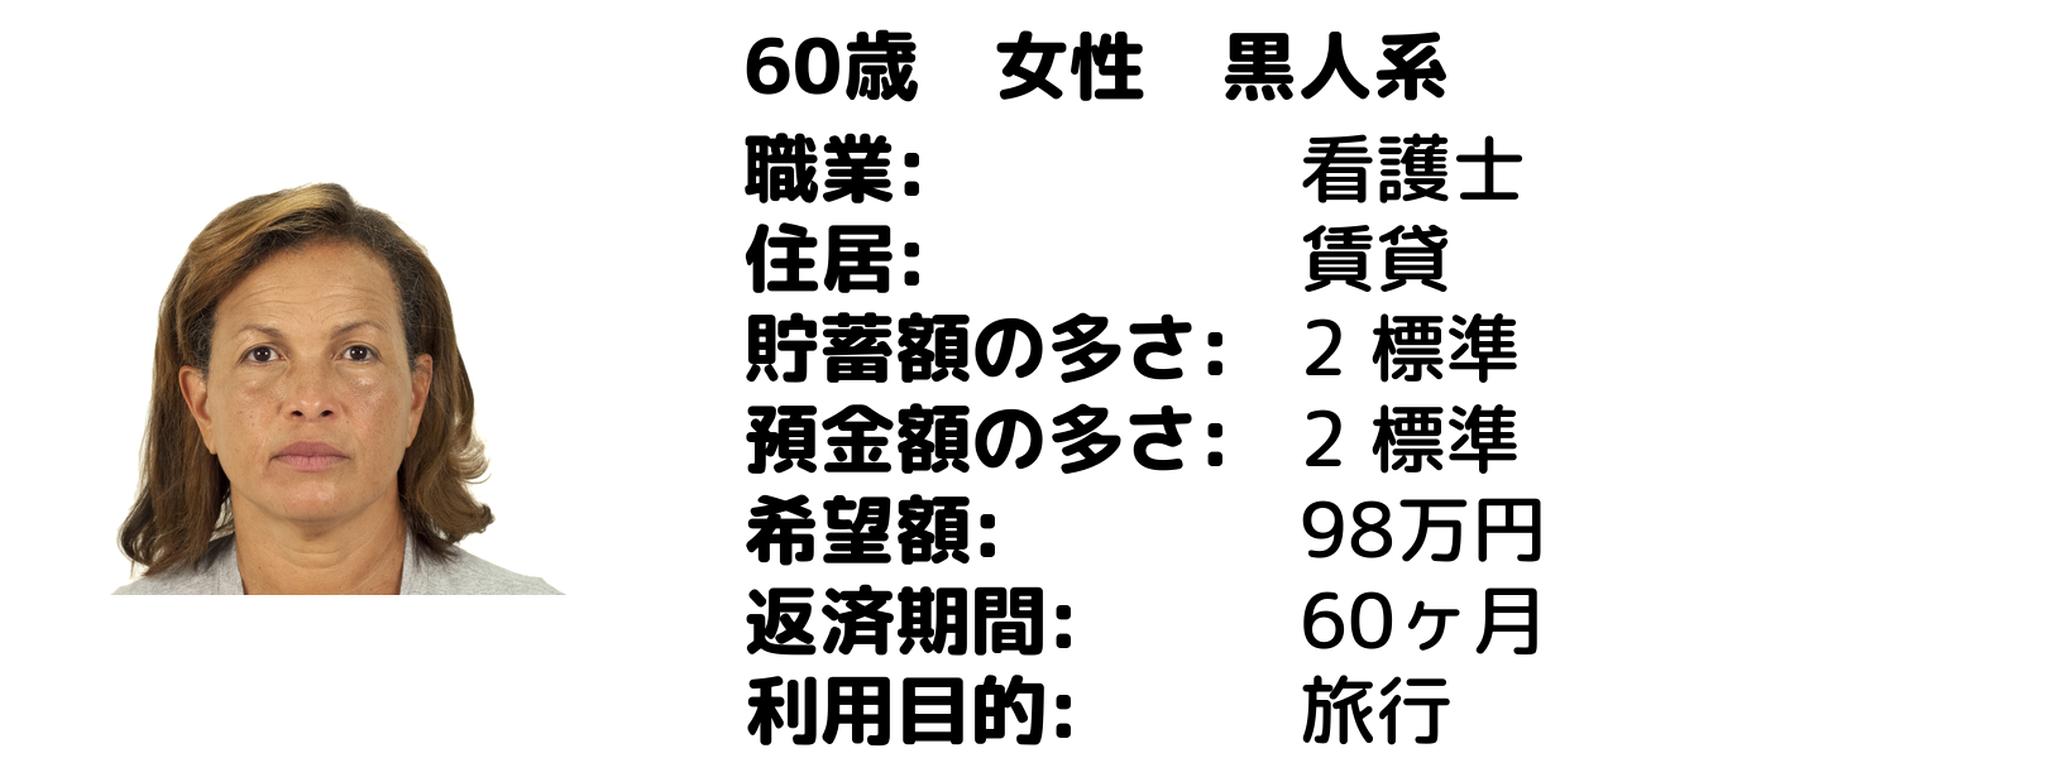 60歳　女性　黒人系
職業: 看護士
住居: 賃貸
貯蓄額の多さ: 2 標準
預金額の多さ: 2 標準
希望額: 98万円
返済期間: 60ヶ月
利用目的: 旅行